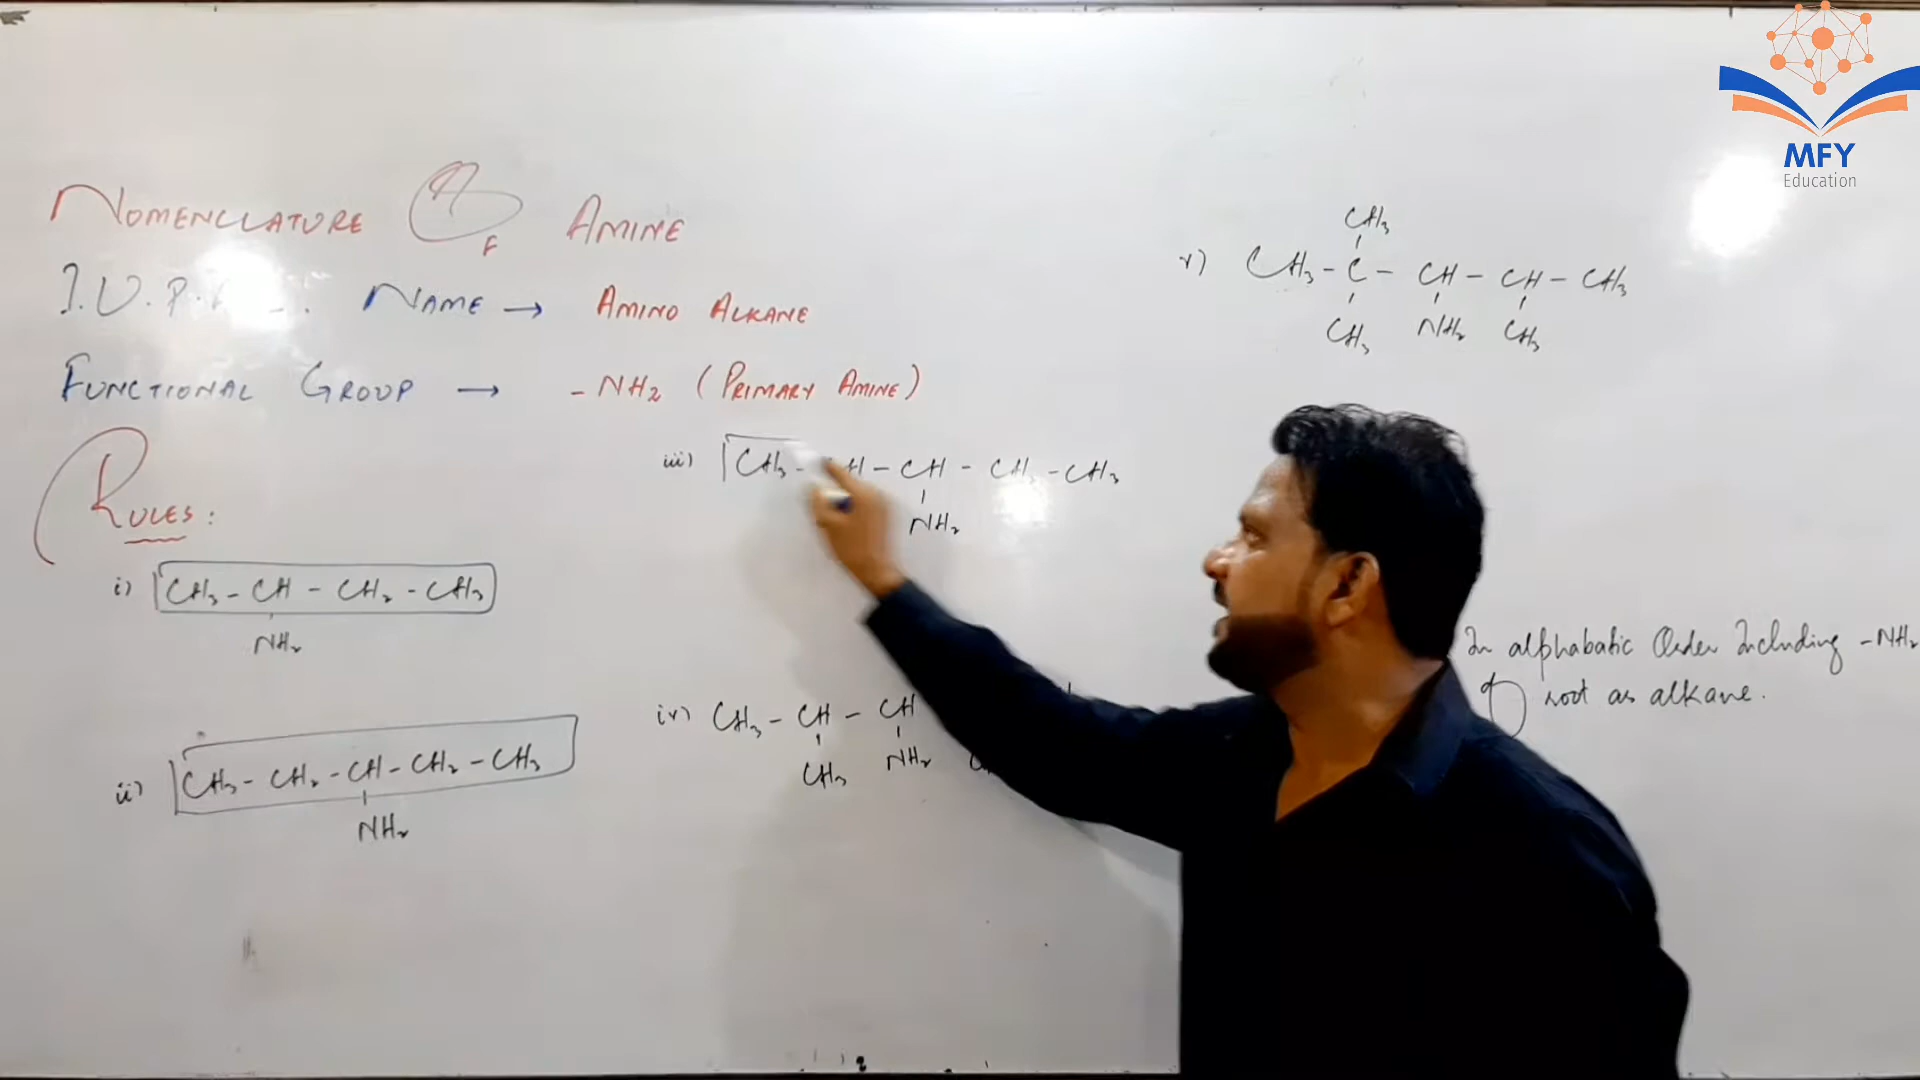 MFY
Education
NOMENCLATURE OF AMINE
I.U.P. NAME → AMINO ALKANE
FUNCTIONAL GROUP → -NH2 (PRIMARY AMINE)
RULES:
i) CH3 - CH - CH2 - CH3
NH2
ii) CH3 - CH2 - CH - CH2 - CH3
NH2
iii) CH3 - CH - CH - CH2 - CH3
NH2
iv) CH3 - CH - CH
CH3 NH2
CH3
v) CH3 - C - CH - CH - CH3
CH3 NH2 CH3
In alphabatic Order Including -NH2
of root as alkane.